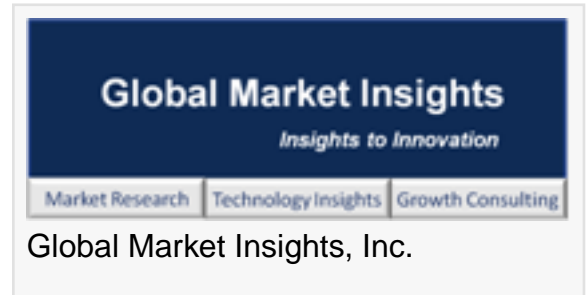 Global Market Insights
Insights to Innovation
Market Research Technology Insights Growth Consulting
Global Market Insights, Inc.